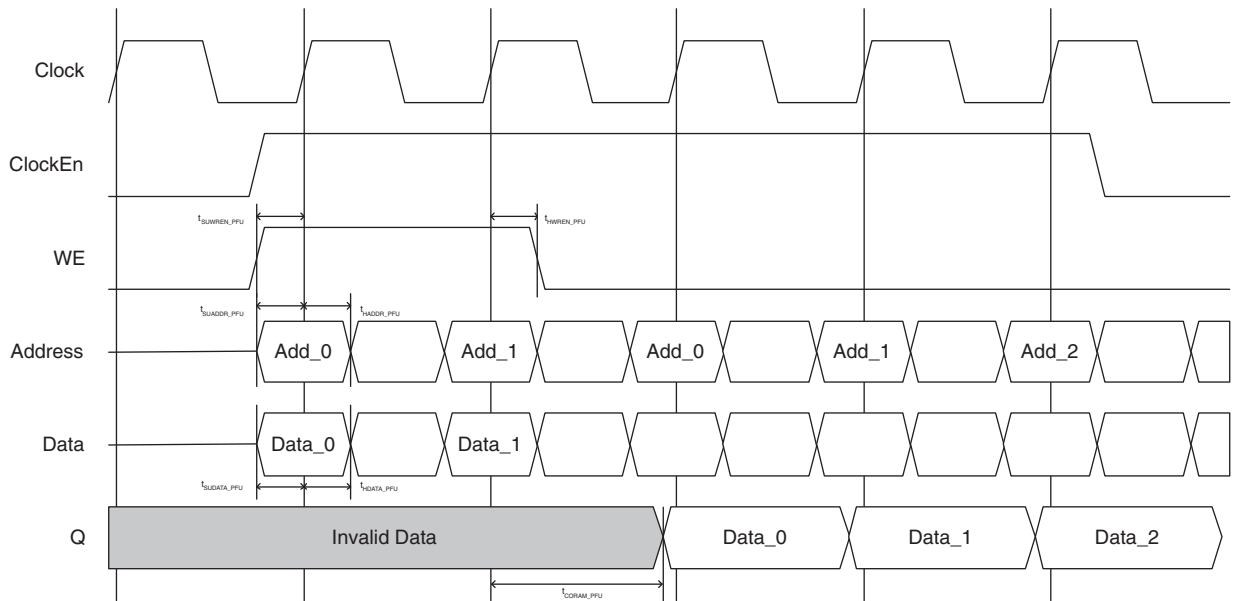 Clock
ClockEn
tSUWREN_PFU tHWREN_PFU
WE
tSUADDR_PFU tHADDR_PFU
Address Add_0 Add_1 Add_0 Add_1 Add_2
Data Data_0 Data_1
tSUDATA_PFU tHDATA_PFU
Q Invalid Data Data_0 Data_1 Data_2
tCORAM_PFU